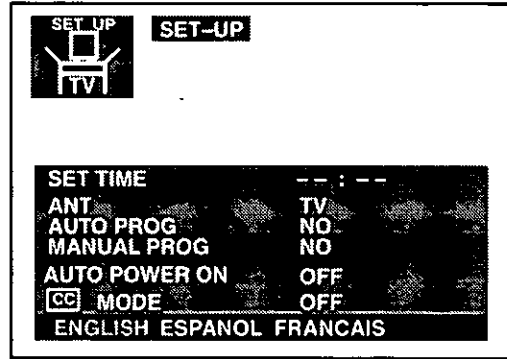 SET UP
TV
SET–UP
SET TIME – – : – –
ANT TV
AUTO PROG NO
MANUAL PROG NO
AUTO POWER ON OFF
CC MODE OFF
ENGLISH ESPANOL FRANCAIS